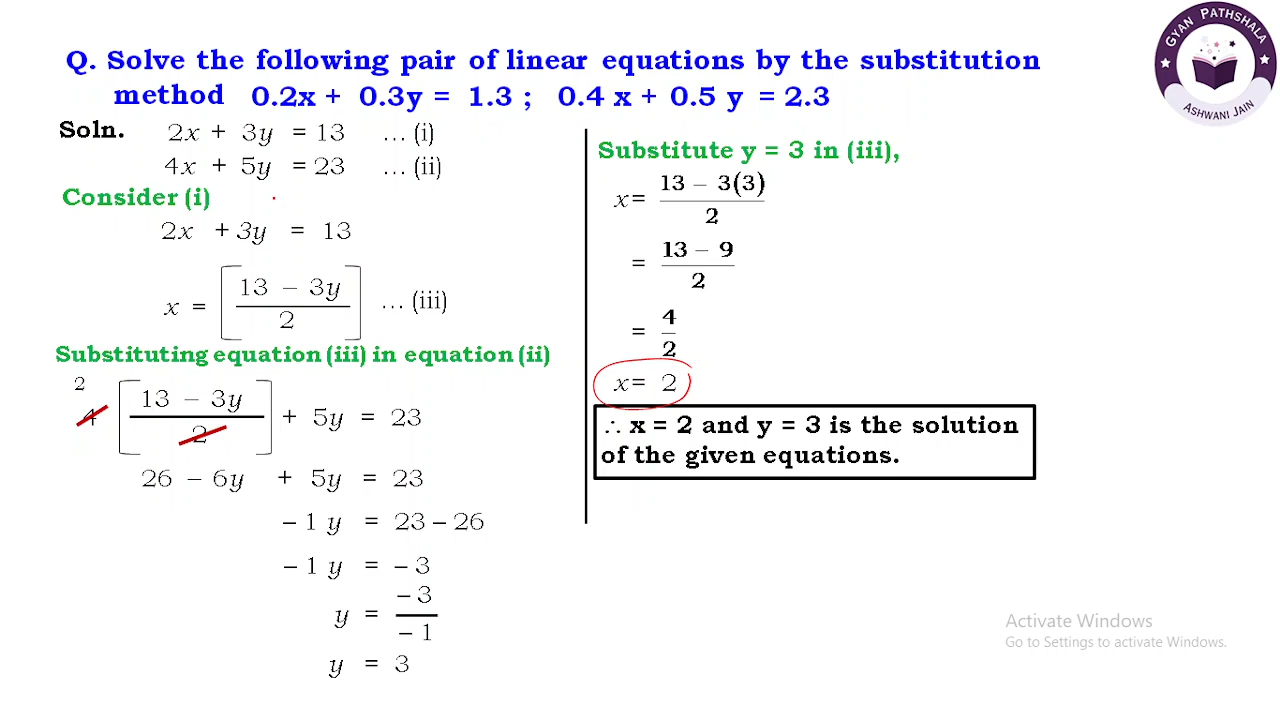 Q. Solve the following pair of linear equations by the substitution
method 0.2x + 0.3y = 1.3 ; 0.4 x + 0.5 y = 2.3
Soln. 2x + 3y = 13 ... (i)
4x + 5y = 23 ... (ii)
Consider (i)
2x + 3y = 13
x = [ (13 – 3y) / 2 ] ... (iii)
Substituting equation (iii) in equation (ii)
2
4 [ (13 – 3y) / 2 ] + 5y = 23
26 – 6y + 5y = 23
– 1 y = 23 – 26
– 1 y = – 3
y = – 3 / – 1
y = 3
Substitute y = 3 in (iii),
x = (13 – 3(3)) / 2
= (13 – 9) / 2
= 4 / 2
x = 2
∴ x = 2 and y = 3 is the solution
of the given equations.
GYAN PATHSHALA
ASHWANI JAIN
Activate Windows
Go to Settings to activate Windows.